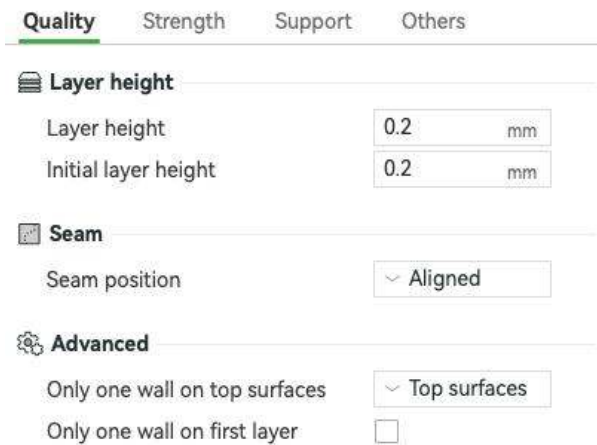 Quality Strength Support Others
Layer height
Layer height 0.2 mm
Initial layer height 0.2 mm
Seam
Seam position Aligned
Advanced
Only one wall on top surfaces Top surfaces
Only one wall on first layer